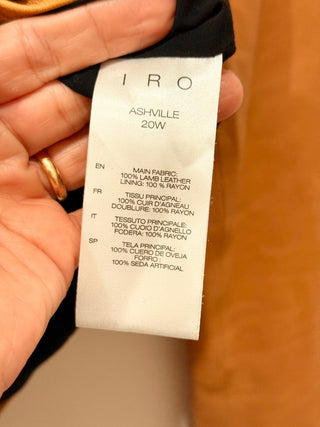 IRO
ASHVILLE
20W
EN
MAIN FABRIC:
100% LAMB LEATHER
LINING: 100 % RAYON
FR
TISSU PRINCIPAL:
100% CUIR D'AGNEAU
DOUBLURE: 100% RAYON
IT
TESSUTO PRINCIPALE:
100% CUOIO D'AGNELLO
FODERA: 100% RAYON
SP
TELA PRINCIPAL:
100% CUERO DE OVEJA
FORRO :
100% SEDA ARTIFICIAL